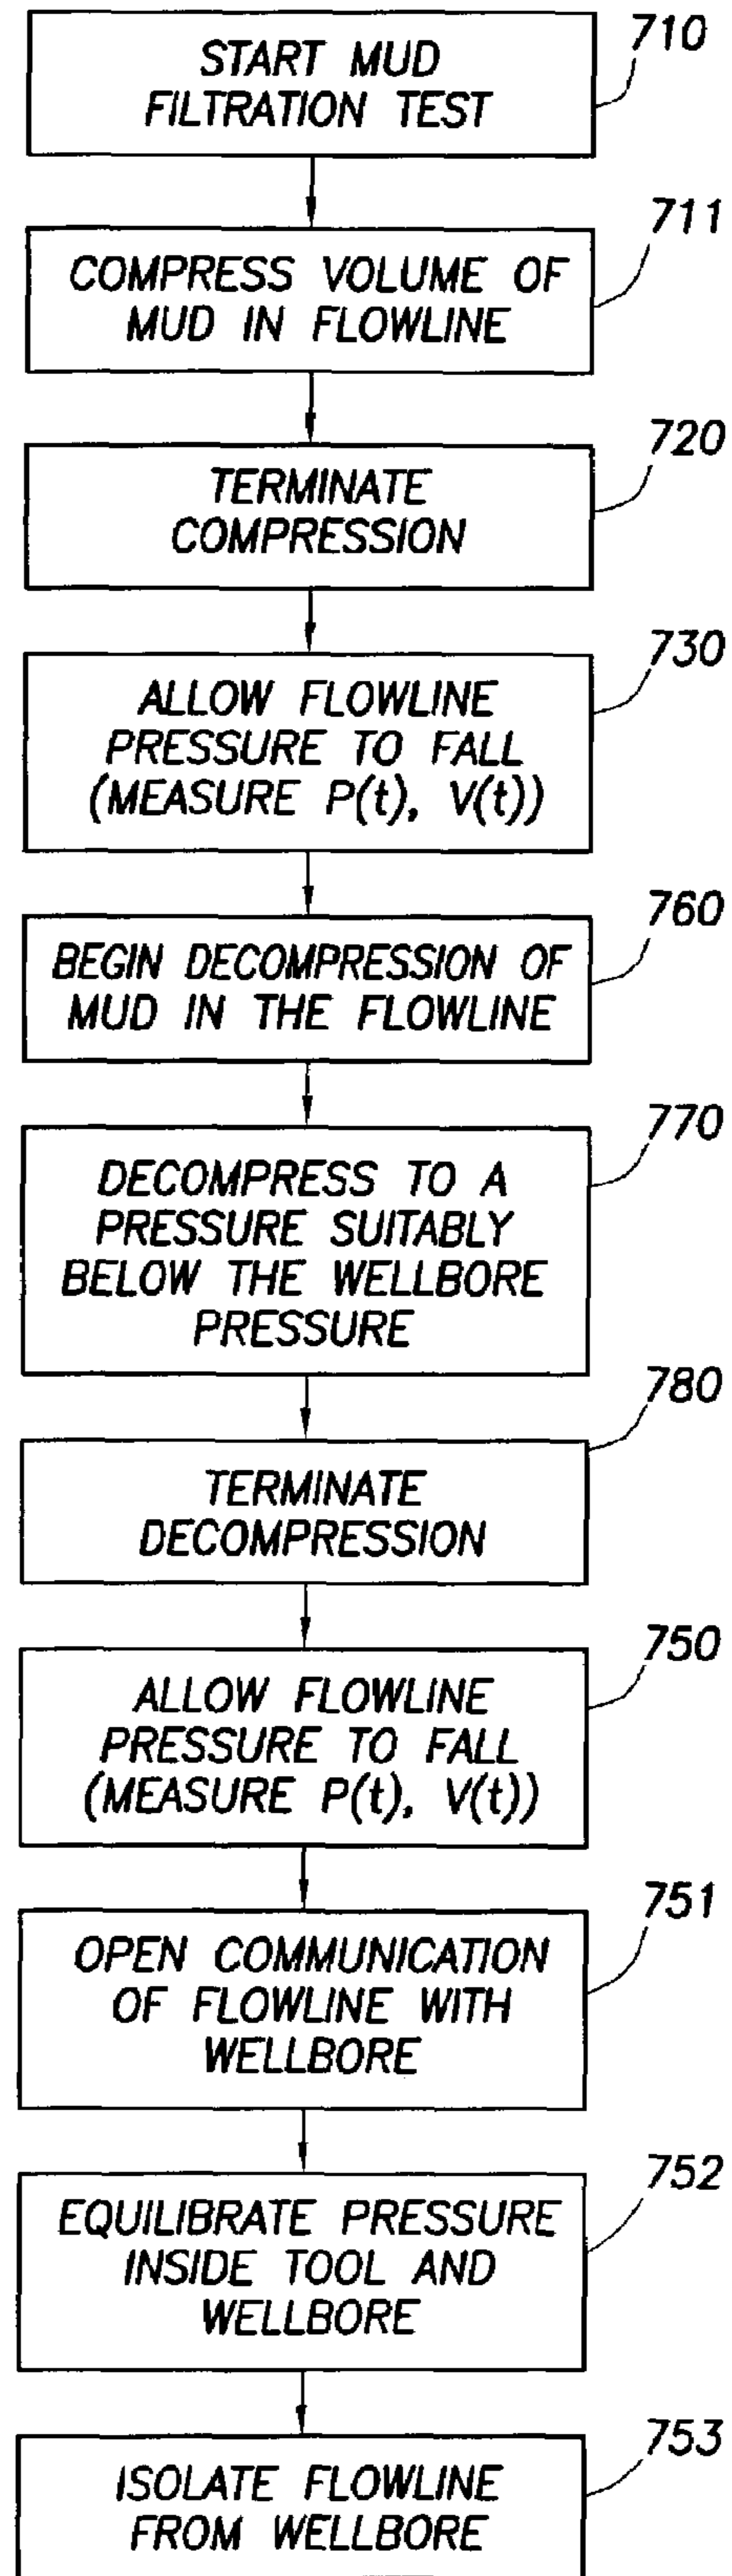 START MUD
FILTRATION TEST
710
COMPRESS VOLUME OF
MUD IN FLOWLINE
711
TERMINATE
COMPRESSION
720
ALLOW FLOWLINE
PRESSURE TO FALL
(MEASURE P(t), V(t))
730
BEGIN DECOMPRESSION OF
MUD IN THE FLOWLINE
760
DECOMPRESS TO A
PRESSURE SUITABLY
BELOW THE WELLBORE
PRESSURE
770
TERMINATE
DECOMPRESSION
780
ALLOW FLOWLINE
PRESSURE TO FALL
(MEASURE P(t), V(t))
750
OPEN COMMUNICATION
OF FLOWLINE WITH
WELLBORE
751
EQUILIBRATE PRESSURE
INSIDE TOOL AND
WELLBORE
752
ISOLATE FLOWLINE
FROM WELLBORE
753